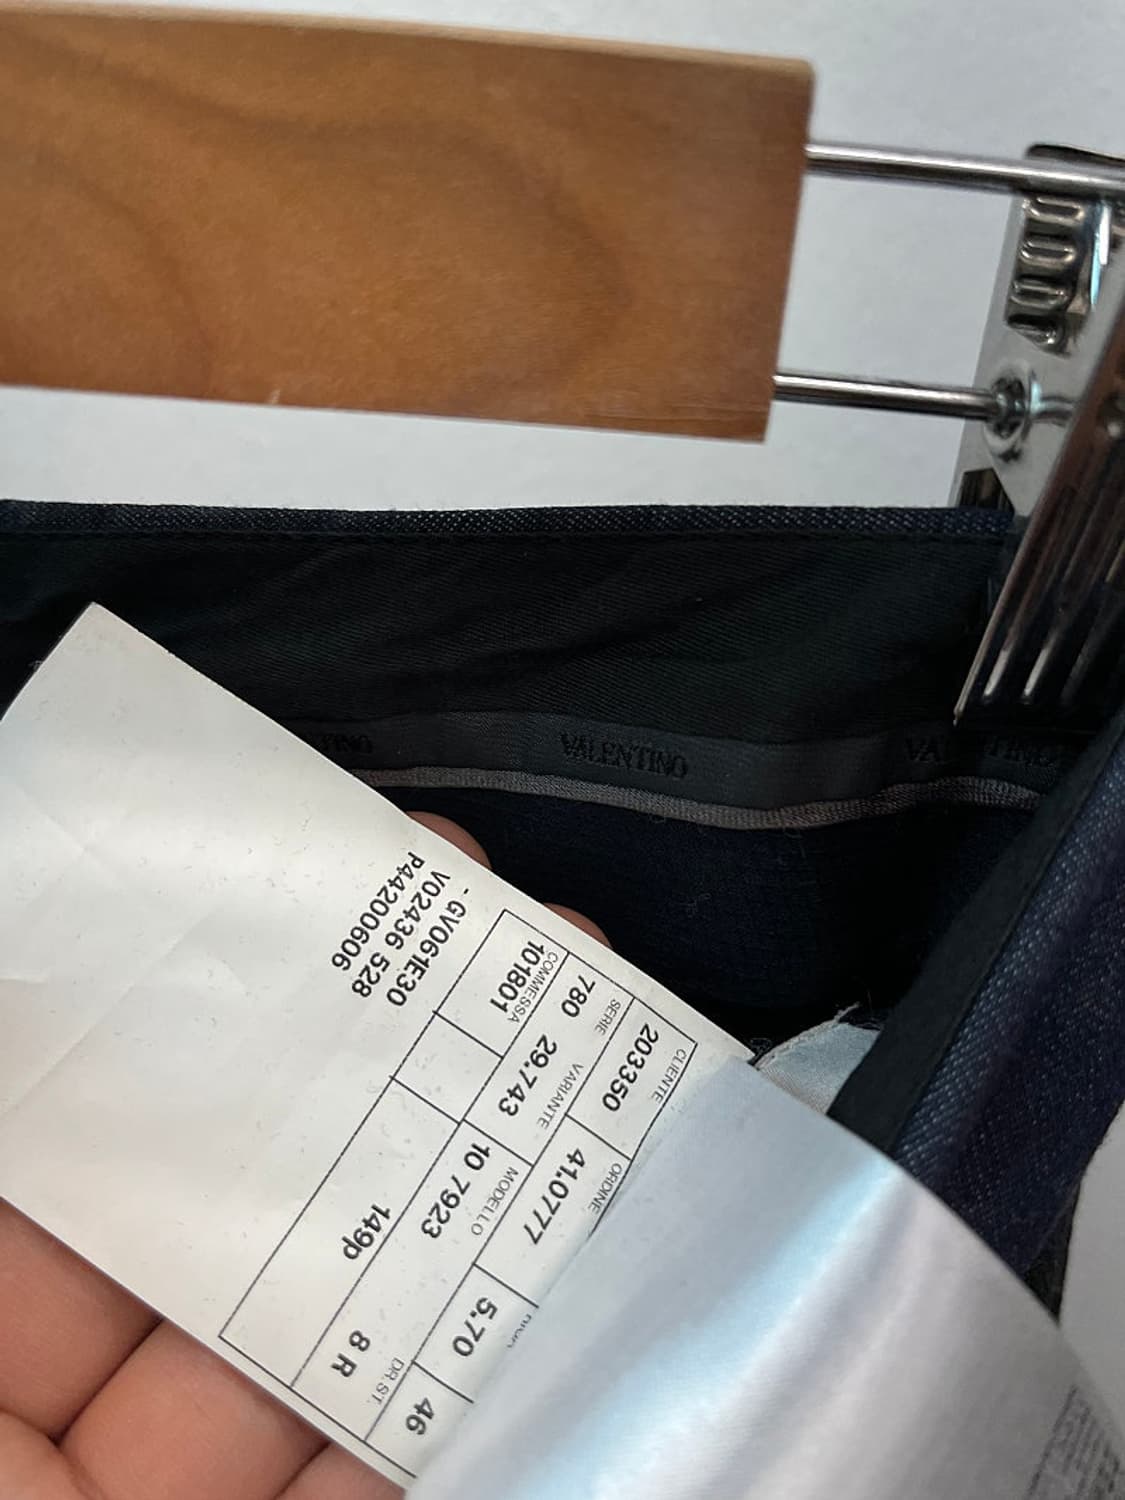 VALENTINO
- GV061E30
V02436 528
P44200606
CLIENTE ORDINE
203350 41.0777
SERIE VARIANTE MODELLO DR.ST.
780 29.743 10 7923 5.70 46
COMMESSA
101801 149p 8 R